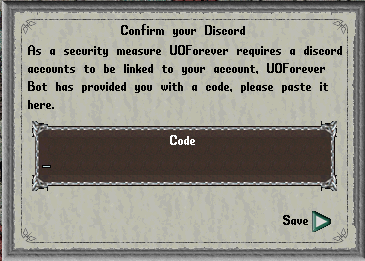 Confirm your Discord
As a security measure UOForever requires a discord
accounts to be linked to your account, UOForever
Bot has provided you with a code, please paste it
here.
Code
_
Save